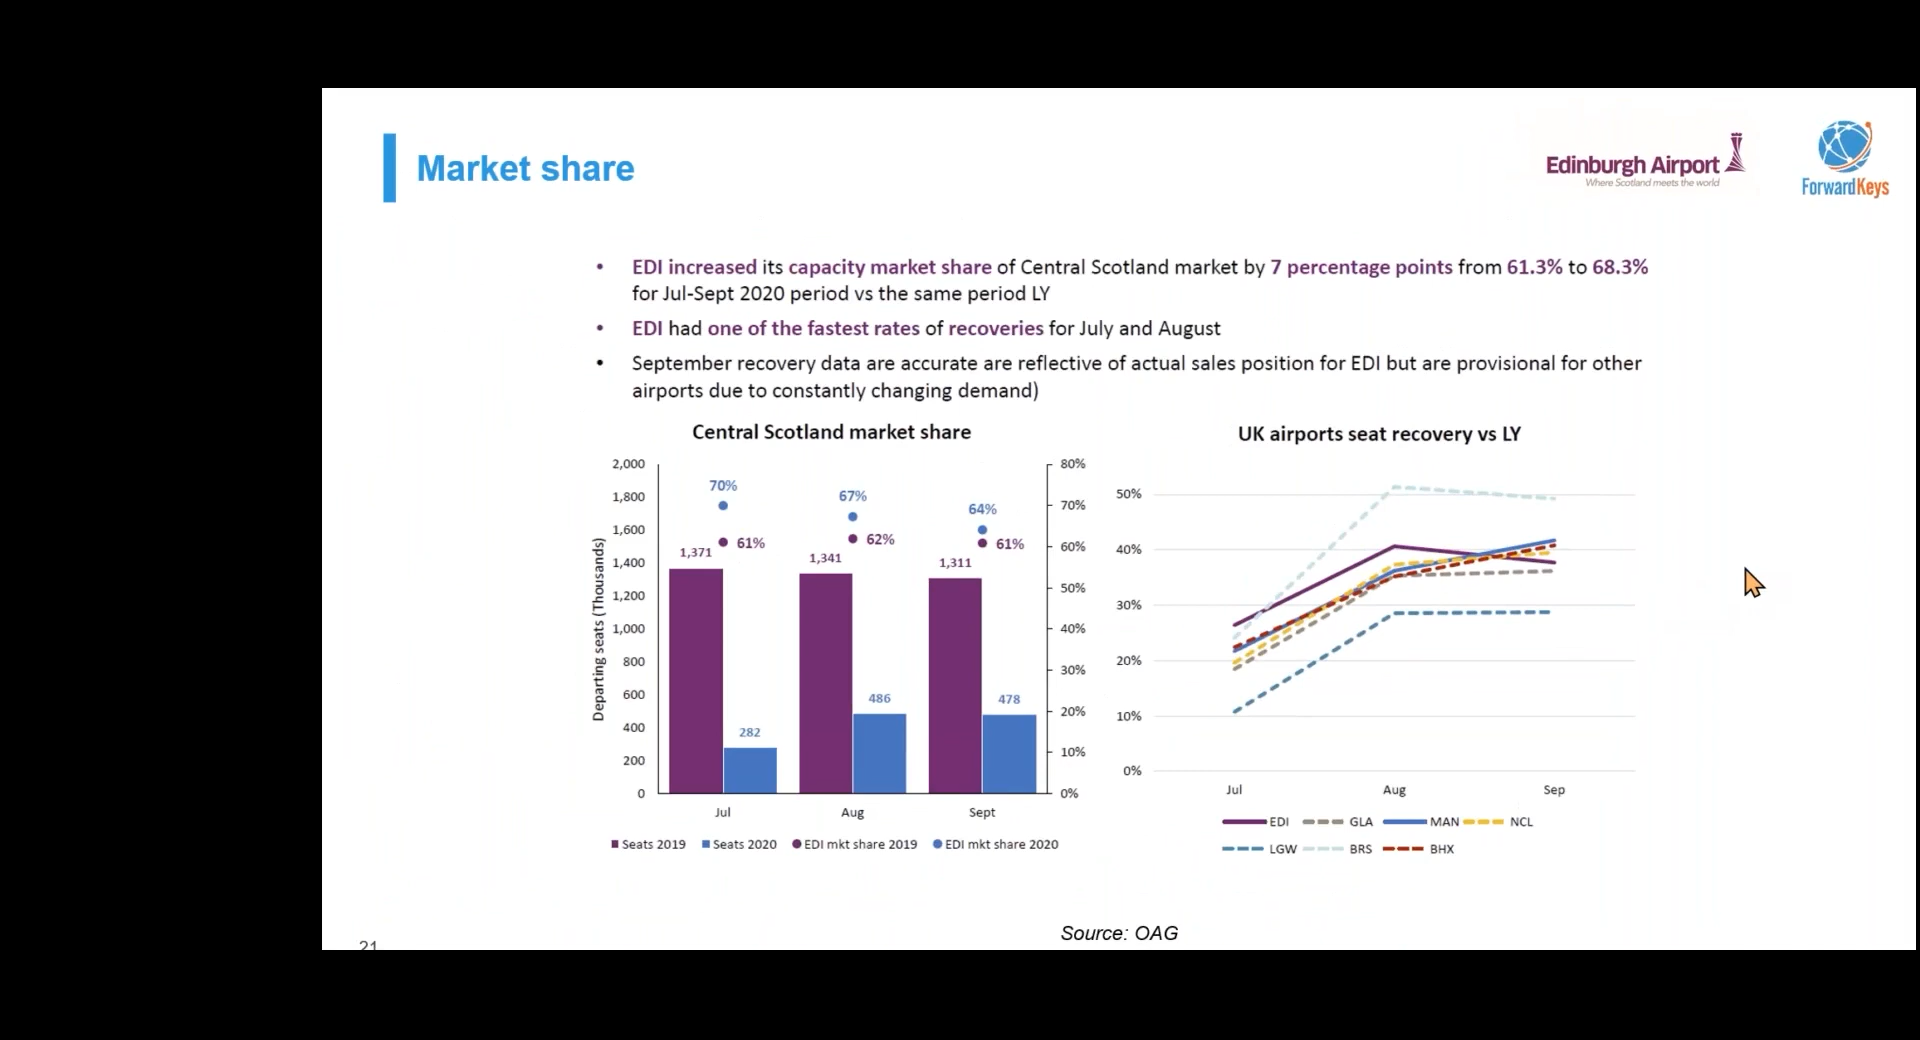 Market share
Edinburgh Airport
Where Scotland meets the world
ForwardKeys
• EDI increased its capacity market share of Central Scotland market by 7 percentage points from 61.3% to 68.3%
for Jul-Sept 2020 period vs the same period LY
• EDI had one of the fastest rates of recoveries for July and August
• September recovery data are accurate are reflective of actual sales position for EDI but are provisional for other
airports due to constantly changing demand)
Central Scotland market share
Departing seats (Thousands)
2,000
1,800
1,600
1,400
1,200
1,000
800
600
400
200
0
80%
70%
60%
50%
40%
30%
20%
10%
0%
70%
61%
1,371
282
67%
62%
1,341
486
64%
61%
1,311
478
Jul Aug Sept
Seats 2019 Seats 2020 EDI mkt share 2019 EDI mkt share 2020
UK airports seat recovery vs LY
50%
40%
30%
20%
10%
0%
Jul Aug Sep
EDI GLA MAN NCL
LGW BRS BHX
Source: OAG
21